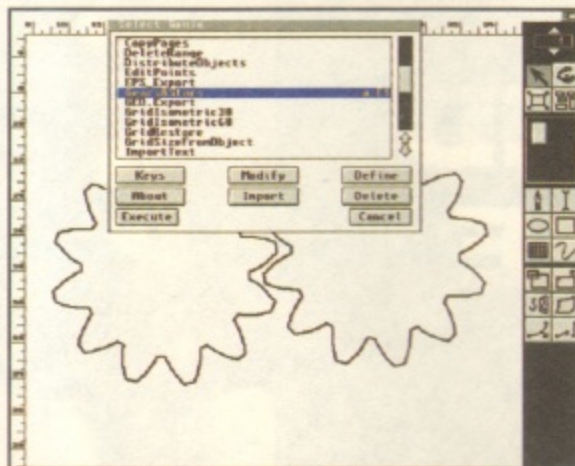 Select Genie
CopyPages
DeleteRange
DistributeObjects
EditPoints
EPS_Export
GEO_Export
GridIsometric30
GridIsometric60
GridRestore
GridSizeFromObject
ImportText
Keys Modify Define
About Import Delete
Execute Cancel